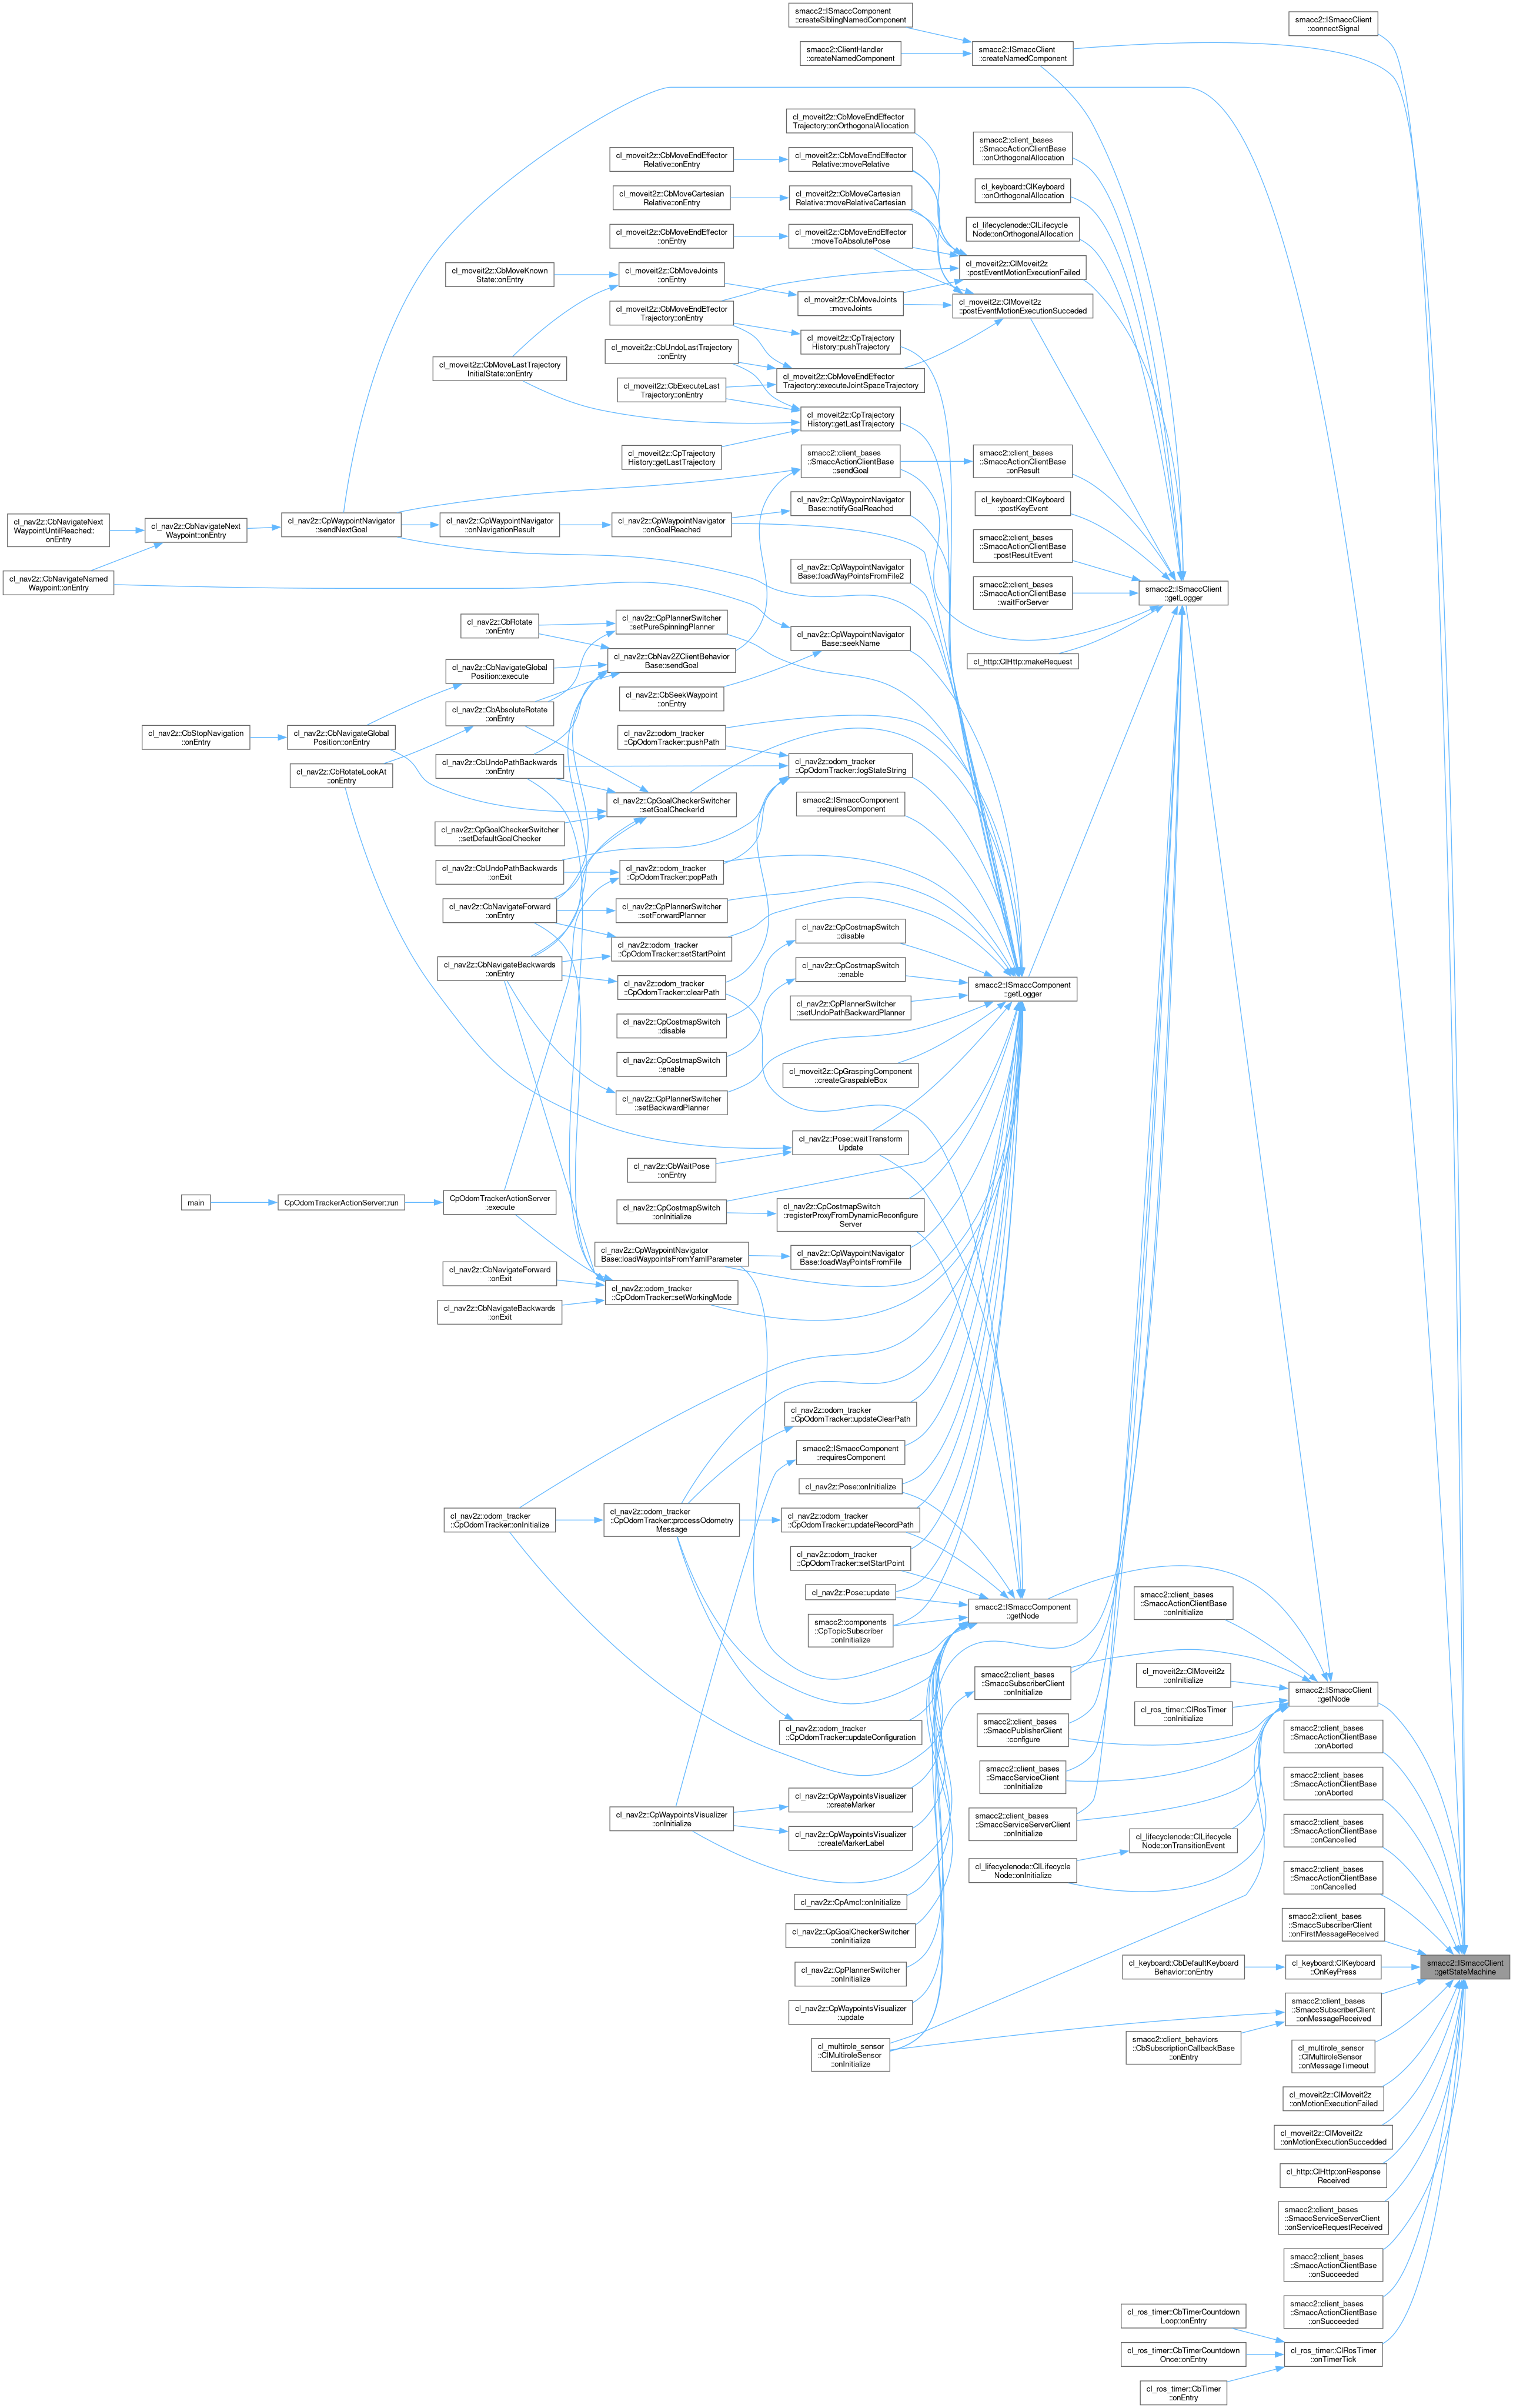 smacc2::ISmaccComponent
::createSiblingNamedComponent
smacc2::ISmaccClient
::connectSignal
smacc2::ClientHandler
::createNamedComponent
smacc2::ISmaccClient
::createNamedComponent
cl_moveit2z::CbMoveEndEffector
Trajectory::onOrthogonalAllocation
smacc2::client_bases
::SmaccActionClientBase
::onOrthogonalAllocation
cl_moveit2z::CbMoveEndEffector
Relative::onEntry
cl_moveit2z::CbMoveEndEffector
Relative::moveRelative
cl_keyboard::ClKeyboard
::onOrthogonalAllocation
cl_moveit2z::CbMoveCartesian
Relative::onEntry
cl_moveit2z::CbMoveCartesian
Relative::moveRelativeCartesian
cl_lifecyclenode::ClLifecycle
Node::onOrthogonalAllocation
cl_moveit2z::CbMoveEndEffector
::onEntry
cl_moveit2z::CbMoveEndEffector
::moveToAbsolutePose
cl_moveit2z::ClMoveit2z
::postEventMotionExecutionFailed
cl_moveit2z::CbMoveKnown
State::onEntry
cl_moveit2z::CbMoveJoints
::onEntry
cl_moveit2z::CbMoveJoints
::moveJoints
cl_moveit2z::ClMoveit2z
::postEventMotionExecutionSucceded
cl_moveit2z::CbMoveEndEffector
Trajectory::onEntry
cl_moveit2z::CpTrajectory
History::pushTrajectory
cl_moveit2z::CbUndoLastTrajectory
::onEntry
cl_moveit2z::CbMoveLastTrajectory
InitialState::onEntry
cl_moveit2z::CbMoveEndEffector
Trajectory::executeJointSpaceTrajectory
cl_moveit2z::CbExecuteLast
Trajectory::onEntry
cl_moveit2z::CpTrajectory
History::getLastTrajectory
cl_moveit2z::CpTrajectory
History::getLastTrajectory
smacc2::client_bases
::SmaccActionClientBase
::sendGoal
smacc2::client_bases
::SmaccActionClientBase
::onResult
cl_nav2z::CpWaypointNavigator
Base::notifyGoalReached
cl_keyboard::ClKeyboard
::postKeyEvent
cl_nav2z::CbNavigateNext
WaypointUntilReached::
onEntry
cl_nav2z::CbNavigateNext
Waypoint::onEntry
cl_nav2z::CpWaypointNavigator
::sendNextGoal
cl_nav2z::CpWaypointNavigator
::onNavigationResult
cl_nav2z::CpWaypointNavigator
::onGoalReached
smacc2::client_bases
::SmaccActionClientBase
::postResultEvent
cl_nav2z::CbNavigateNamed
Waypoint::onEntry
cl_nav2z::CpWaypointNavigator
Base::loadWayPointsFromFile2
smacc2::client_bases
::SmaccActionClientBase
::waitForServer
smacc2::ISmaccClient
::getLogger
cl_nav2z::CbRotate
::onEntry
cl_nav2z::CpPlannerSwitcher
::setPureSpinningPlanner
cl_nav2z::CpWaypointNavigator
Base::seekName
cl_nav2z::CbNavigateGlobal
Position::execute
cl_nav2z::CbNav2ZClientBehavior
Base::sendGoal
cl_http::ClHttp::makeRequest
cl_nav2z::CbSeekWaypoint
::onEntry
cl_nav2z::CbAbsoluteRotate
::onEntry
cl_nav2z::CbStopNavigation
::onEntry
cl_nav2z::CbNavigateGlobal
Position::onEntry
cl_nav2z::odom_tracker
::CpOdomTracker::pushPath
cl_nav2z::CbRotateLookAt
::onEntry
cl_nav2z::CbUndoPathBackwards
::onEntry
cl_nav2z::odom_tracker
::CpOdomTracker::logStateString
cl_nav2z::CpGoalCheckerSwitcher
::setGoalCheckerId
smacc2::ISmaccComponent
::requiresComponent
cl_nav2z::CpGoalCheckerSwitcher
::setDefaultGoalChecker
cl_nav2z::CbUndoPathBackwards
::onExit
cl_nav2z::odom_tracker
::CpOdomTracker::popPath
cl_nav2z::CbNavigateForward
::onEntry
cl_nav2z::CpPlannerSwitcher
::setForwardPlanner
cl_nav2z::odom_tracker
::CpOdomTracker::setStartPoint
cl_nav2z::CpCostmapSwitch
::disable
cl_nav2z::CbNavigateBackwards
::onEntry
cl_nav2z::odom_tracker
::CpOdomTracker::clearPath
cl_nav2z::CpCostmapSwitch
::enable
smacc2::ISmaccComponent
::getLogger
cl_nav2z::CpCostmapSwitch
::disable
cl_nav2z::CpPlannerSwitcher
::setUndoPathBackwardPlanner
cl_nav2z::CpCostmapSwitch
::enable
cl_moveit2z::CpGraspingComponent
::createGraspableBox
cl_nav2z::CpPlannerSwitcher
::setBackwardPlanner
cl_nav2z::Pose::waitTransform
Update
cl_nav2z::CbWaitPose
::onEntry
main
CpOdomTrackerActionServer::run
CpOdomTrackerActionServer
::execute
cl_nav2z::CpCostmapSwitch
::onInitialize
cl_nav2z::CpCostmapSwitch
::registerProxyFromDynamicReconfigure
Server
cl_nav2z::CpWaypointNavigator
Base::loadWaypointsFromYamlParameter
cl_nav2z::CpWaypointNavigator
Base::loadWayPointsFromFile
cl_nav2z::CbNavigateForward
::onExit
cl_nav2z::odom_tracker
::CpOdomTracker::setWorkingMode
cl_nav2z::CbNavigateBackwards
::onExit
cl_nav2z::odom_tracker
::CpOdomTracker::updateClearPath
smacc2::ISmaccComponent
::requiresComponent
cl_nav2z::Pose::onInitialize
cl_nav2z::odom_tracker
::CpOdomTracker::onInitialize
cl_nav2z::odom_tracker
::CpOdomTracker::processOdometry
Message
cl_nav2z::odom_tracker
::CpOdomTracker::updateRecordPath
cl_nav2z::odom_tracker
::CpOdomTracker::setStartPoint
cl_nav2z::Pose::update
smacc2::ISmaccComponent
::getNode
smacc2::client_bases
::SmaccActionClientBase
::onInitialize
smacc2::components
::CpTopicSubscriber
::onInitialize
smacc2::client_bases
::SmaccSubscriberClient
::onInitialize
cl_moveit2z::ClMoveit2z
::onInitialize
smacc2::ISmaccClient
::getNode
cl_ros_timer::ClRosTimer
::onInitialize
cl_nav2z::odom_tracker
::CpOdomTracker::updateConfiguration
smacc2::client_bases
::SmaccPublisherClient
::configure
smacc2::client_bases
::SmaccActionClientBase
::onAborted
smacc2::client_bases
::SmaccServiceClient
::onInitialize
smacc2::client_bases
::SmaccActionClientBase
::onAborted
cl_nav2z::CpWaypointsVisualizer
::createMarker
cl_nav2z::CpWaypointsVisualizer
::onInitialize
smacc2::client_bases
::SmaccServiceServerClient
::onInitialize
cl_nav2z::CpWaypointsVisualizer
::createMarkerLabel
cl_lifecyclenode::ClLifecycle
Node::onTransitionEvent
smacc2::client_bases
::SmaccActionClientBase
::onCancelled
cl_lifecyclenode::ClLifecycle
Node::onInitialize
smacc2::client_bases
::SmaccActionClientBase
::onCancelled
cl_nav2z::CpAmcl::onInitialize
cl_nav2z::CpGoalCheckerSwitcher
::onInitialize
smacc2::client_bases
::SmaccSubscriberClient
::onFirstMessageReceived
cl_nav2z::CpPlannerSwitcher
::onInitialize
cl_keyboard::CbDefaultKeyboard
Behavior::onEntry
cl_keyboard::ClKeyboard
::OnKeyPress
smacc2::ISmaccClient
::getStateMachine
cl_nav2z::CpWaypointsVisualizer
::update
smacc2::client_bases
::SmaccSubscriberClient
::onMessageReceived
cl_multirole_sensor
::ClMultiroleSensor
::onInitialize
smacc2::client_behaviors
::CbSubscriptionCallbackBase
::onEntry
cl_multirole_sensor
::ClMultiroleSensor
::onMessageTimeout
cl_moveit2z::ClMoveit2z
::onMotionExecutionFailed
cl_moveit2z::ClMoveit2z
::onMotionExecutionSuccedded
cl_http::ClHttp::onResponse
Received
smacc2::client_bases
::SmaccServiceServerClient
::onServiceRequestReceived
smacc2::client_bases
::SmaccActionClientBase
::onSucceeded
smacc2::client_bases
::SmaccActionClientBase
::onSucceeded
cl_ros_timer::CbTimerCountdown
Loop::onEntry
cl_ros_timer::CbTimerCountdown
Once::onEntry
cl_ros_timer::ClRosTimer
::onTimerTick
cl_ros_timer::CbTimer
::onEntry